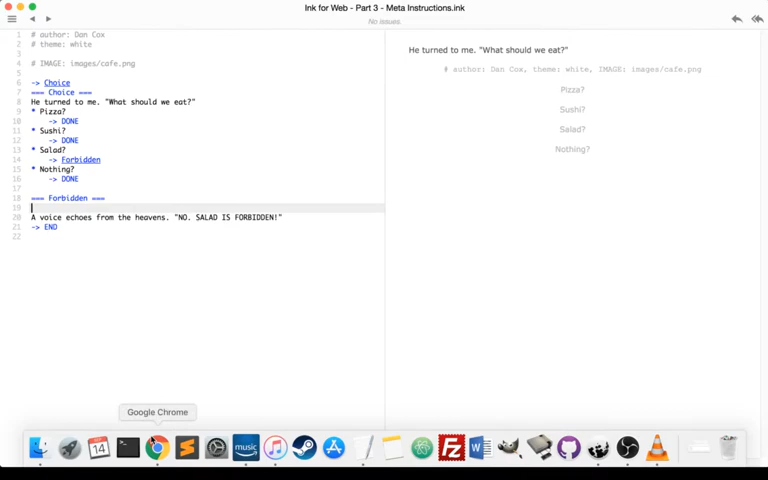 Ink for Web - Part 3 - Meta Instructions.ink
No issues.
1 # author: Dan Cox
2 # theme: white
3
4 # IMAGE: images/cafe.png
5
6 -> Choice
7 === Choice ===
8 He turned to me. "What should we eat?"
9 * Pizza?
10 -> DONE
11 * Sushi?
12 -> DONE
13 * Salad?
14 -> Forbidden
15 * Nothing?
16 -> DONE
17
18 === Forbidden ===
19
20 A voice echoes from the heavens. "NO. SALAD IS FORBIDDEN!"
21 -> END
22
He turned to me. "What should we eat?"
# author: Dan Cox, theme: white, IMAGE: images/cafe.png
Pizza?
Sushi?
Salad?
Nothing?
Google Chrome
14
music